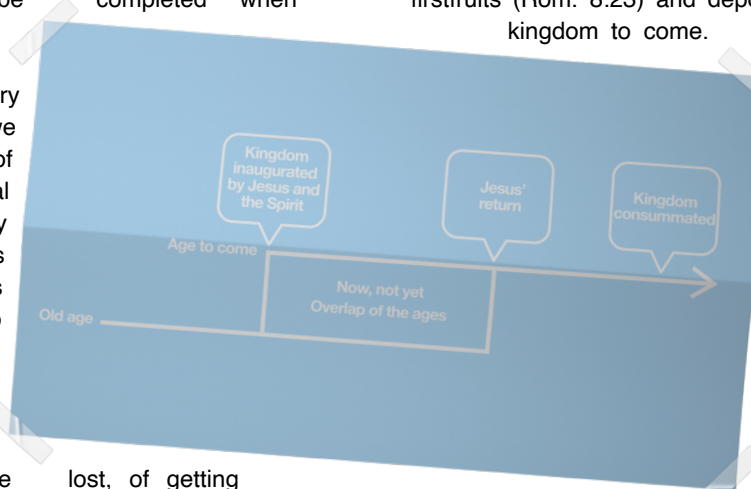 completed when
firstfruits (Rom. 8:23) and
kingdom to come.
of
Kingdom
inaugurated
by Jesus and
the Spirit
Jesus'
return
Kingdom
consummated
Age to come
Now, not yet
Overlap of the ages
Old age
lost, of getting